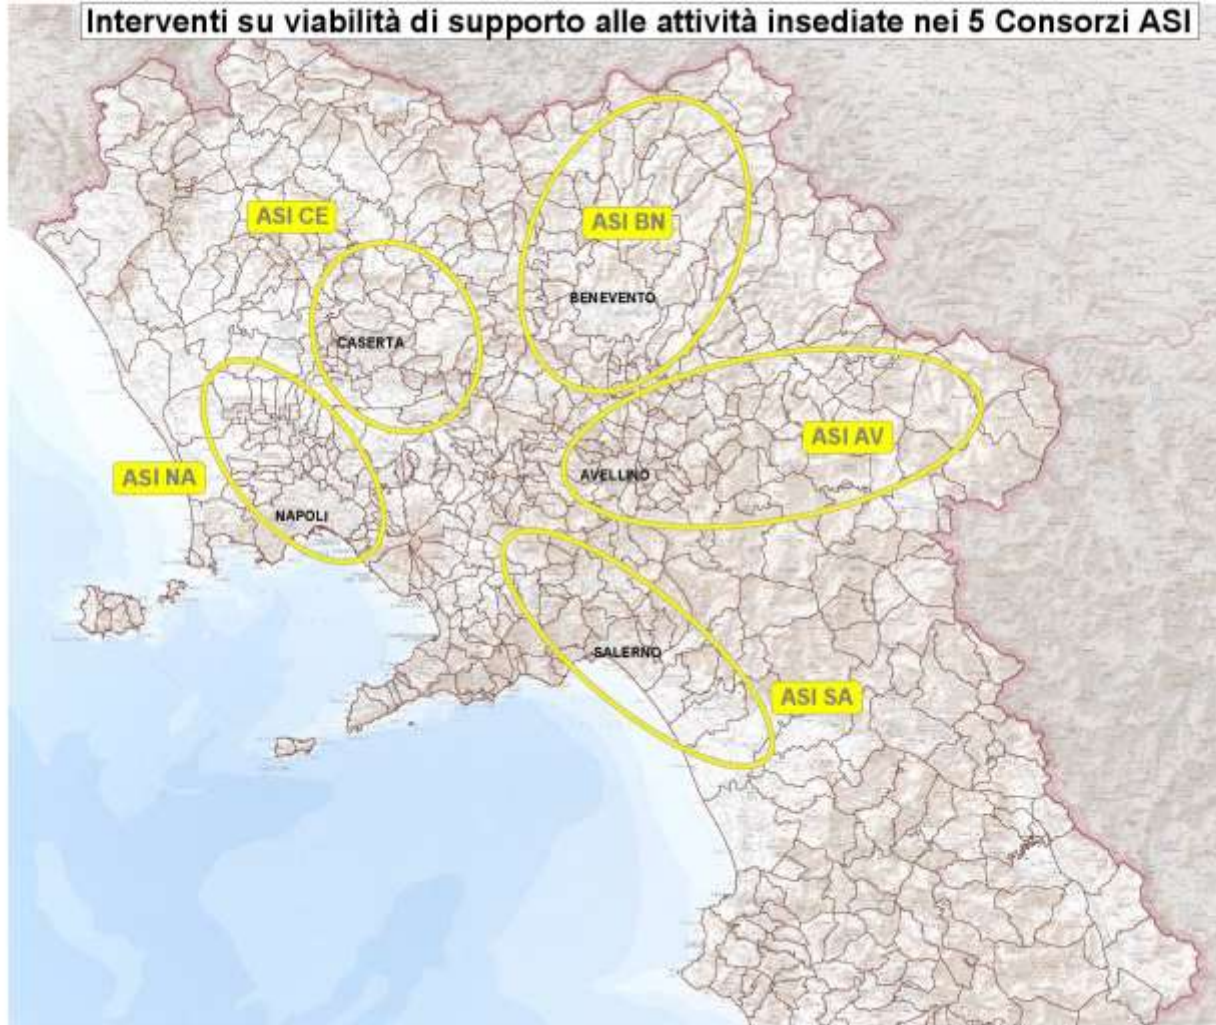 Interventi su viabilità di supporto alle attività insediate nei 5 Consorzi ASI
ASI CE
ASI BN
BENEVENTO
CASERTA
ASI AV
AVELLINO
ASI NA
NAPOLI
SALERNO
ASI SA